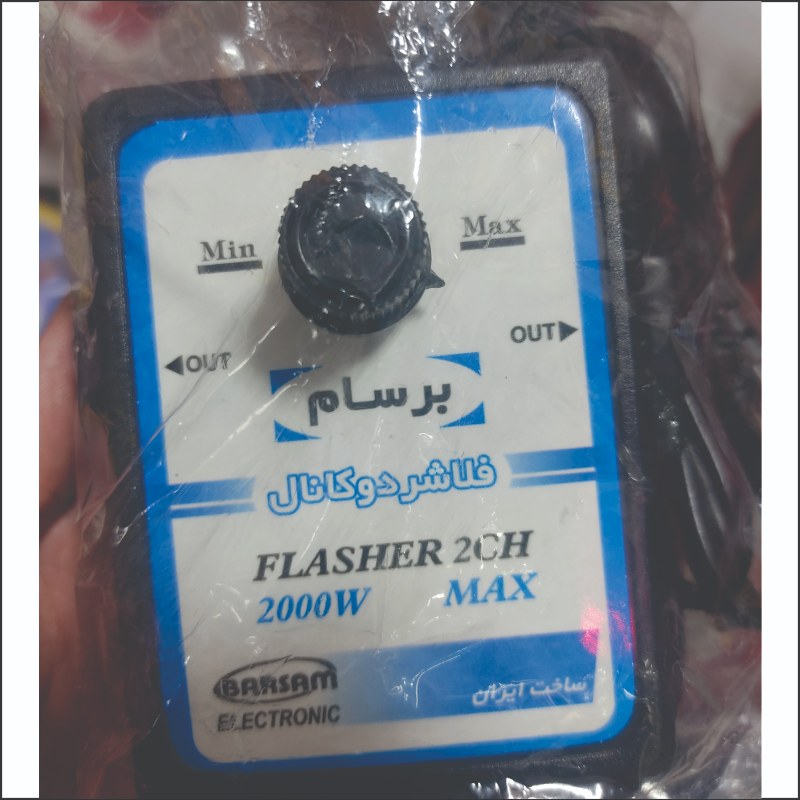 Min
Max
OUT
OUT
برسام
فلاشر دو کانال
FLASHER 2CH
2000W MAX
BARSAM
ELECTRONIC
ساخت ایران